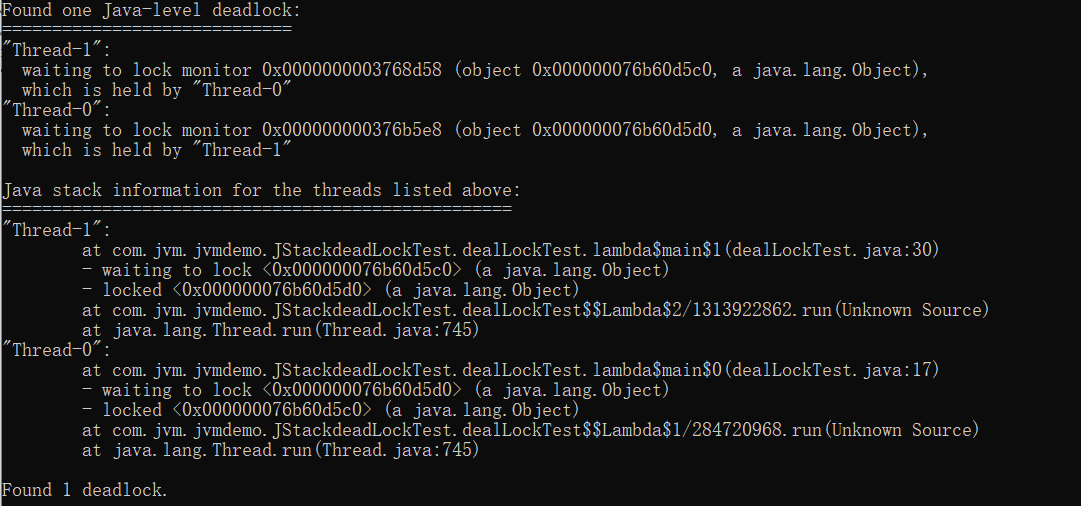 Found one Java-level deadlock:
=============================
"Thread-1":
  waiting to lock monitor 0x0000000003768d58 (object 0x000000076b60d5c0, a java.lang.Object),
  which is held by "Thread-0"
"Thread-0":
  waiting to lock monitor 0x000000000376b5e8 (object 0x000000076b60d5d0, a java.lang.Object),
  which is held by "Thread-1"

Java stack information for the threads listed above:
===================================================
"Thread-1":
        at com.jvm.jvmdemo.JStackdeadLockTest.dealLockTest.lambda$main$1(dealLockTest.java:30)
        - waiting to lock <0x000000076b60d5c0> (a java.lang.Object)
        - locked <0x000000076b60d5d0> (a java.lang.Object)
        at com.jvm.jvmdemo.JStackdeadLockTest.dealLockTest$$Lambda$2/1313922862.run(Unknown Source)
        at java.lang.Thread.run(Thread.java:745)
"Thread-0":
        at com.jvm.jvmdemo.JStackdeadLockTest.dealLockTest.lambda$main$0(dealLockTest.java:17)
        - waiting to lock <0x000000076b60d5d0> (a java.lang.Object)
        - locked <0x000000076b60d5c0> (a java.lang.Object)
        at com.jvm.jvmdemo.JStackdeadLockTest.dealLockTest$$Lambda$1/284720968.run(Unknown Source)
        at java.lang.Thread.run(Thread.java:745)

Found 1 deadlock.